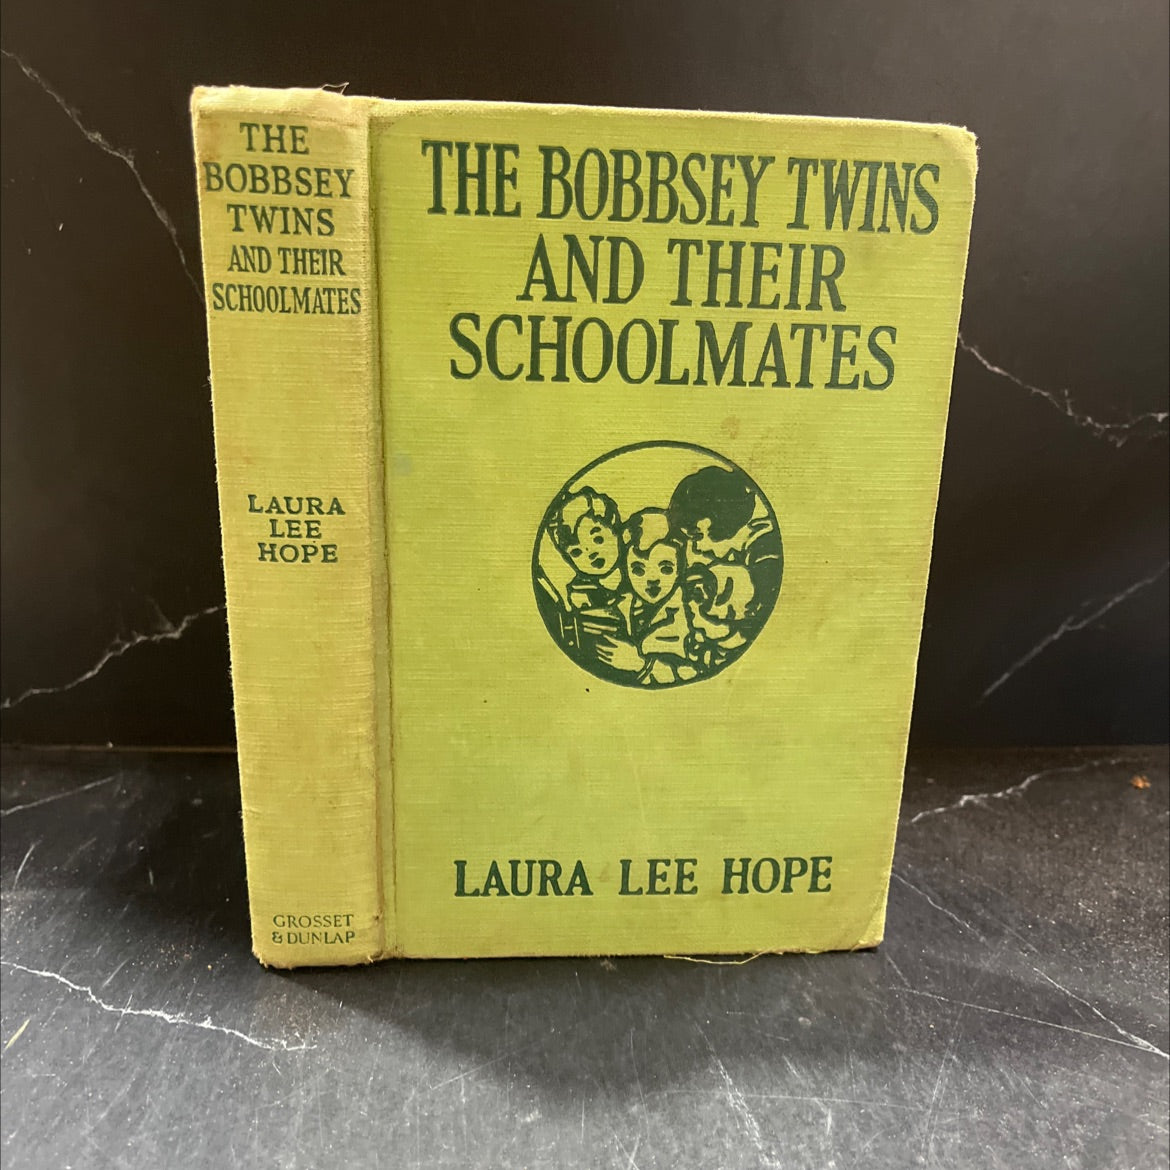 THE
BOBBSEY
TWINS
AND THEIR
SCHOOLMATES
LAURA
LEE
HOPE
GROSSET
& DUNLAP
THE BOBBSEY TWINS
AND THEIR
SCHOOLMATES
LAURA LEE HOPE